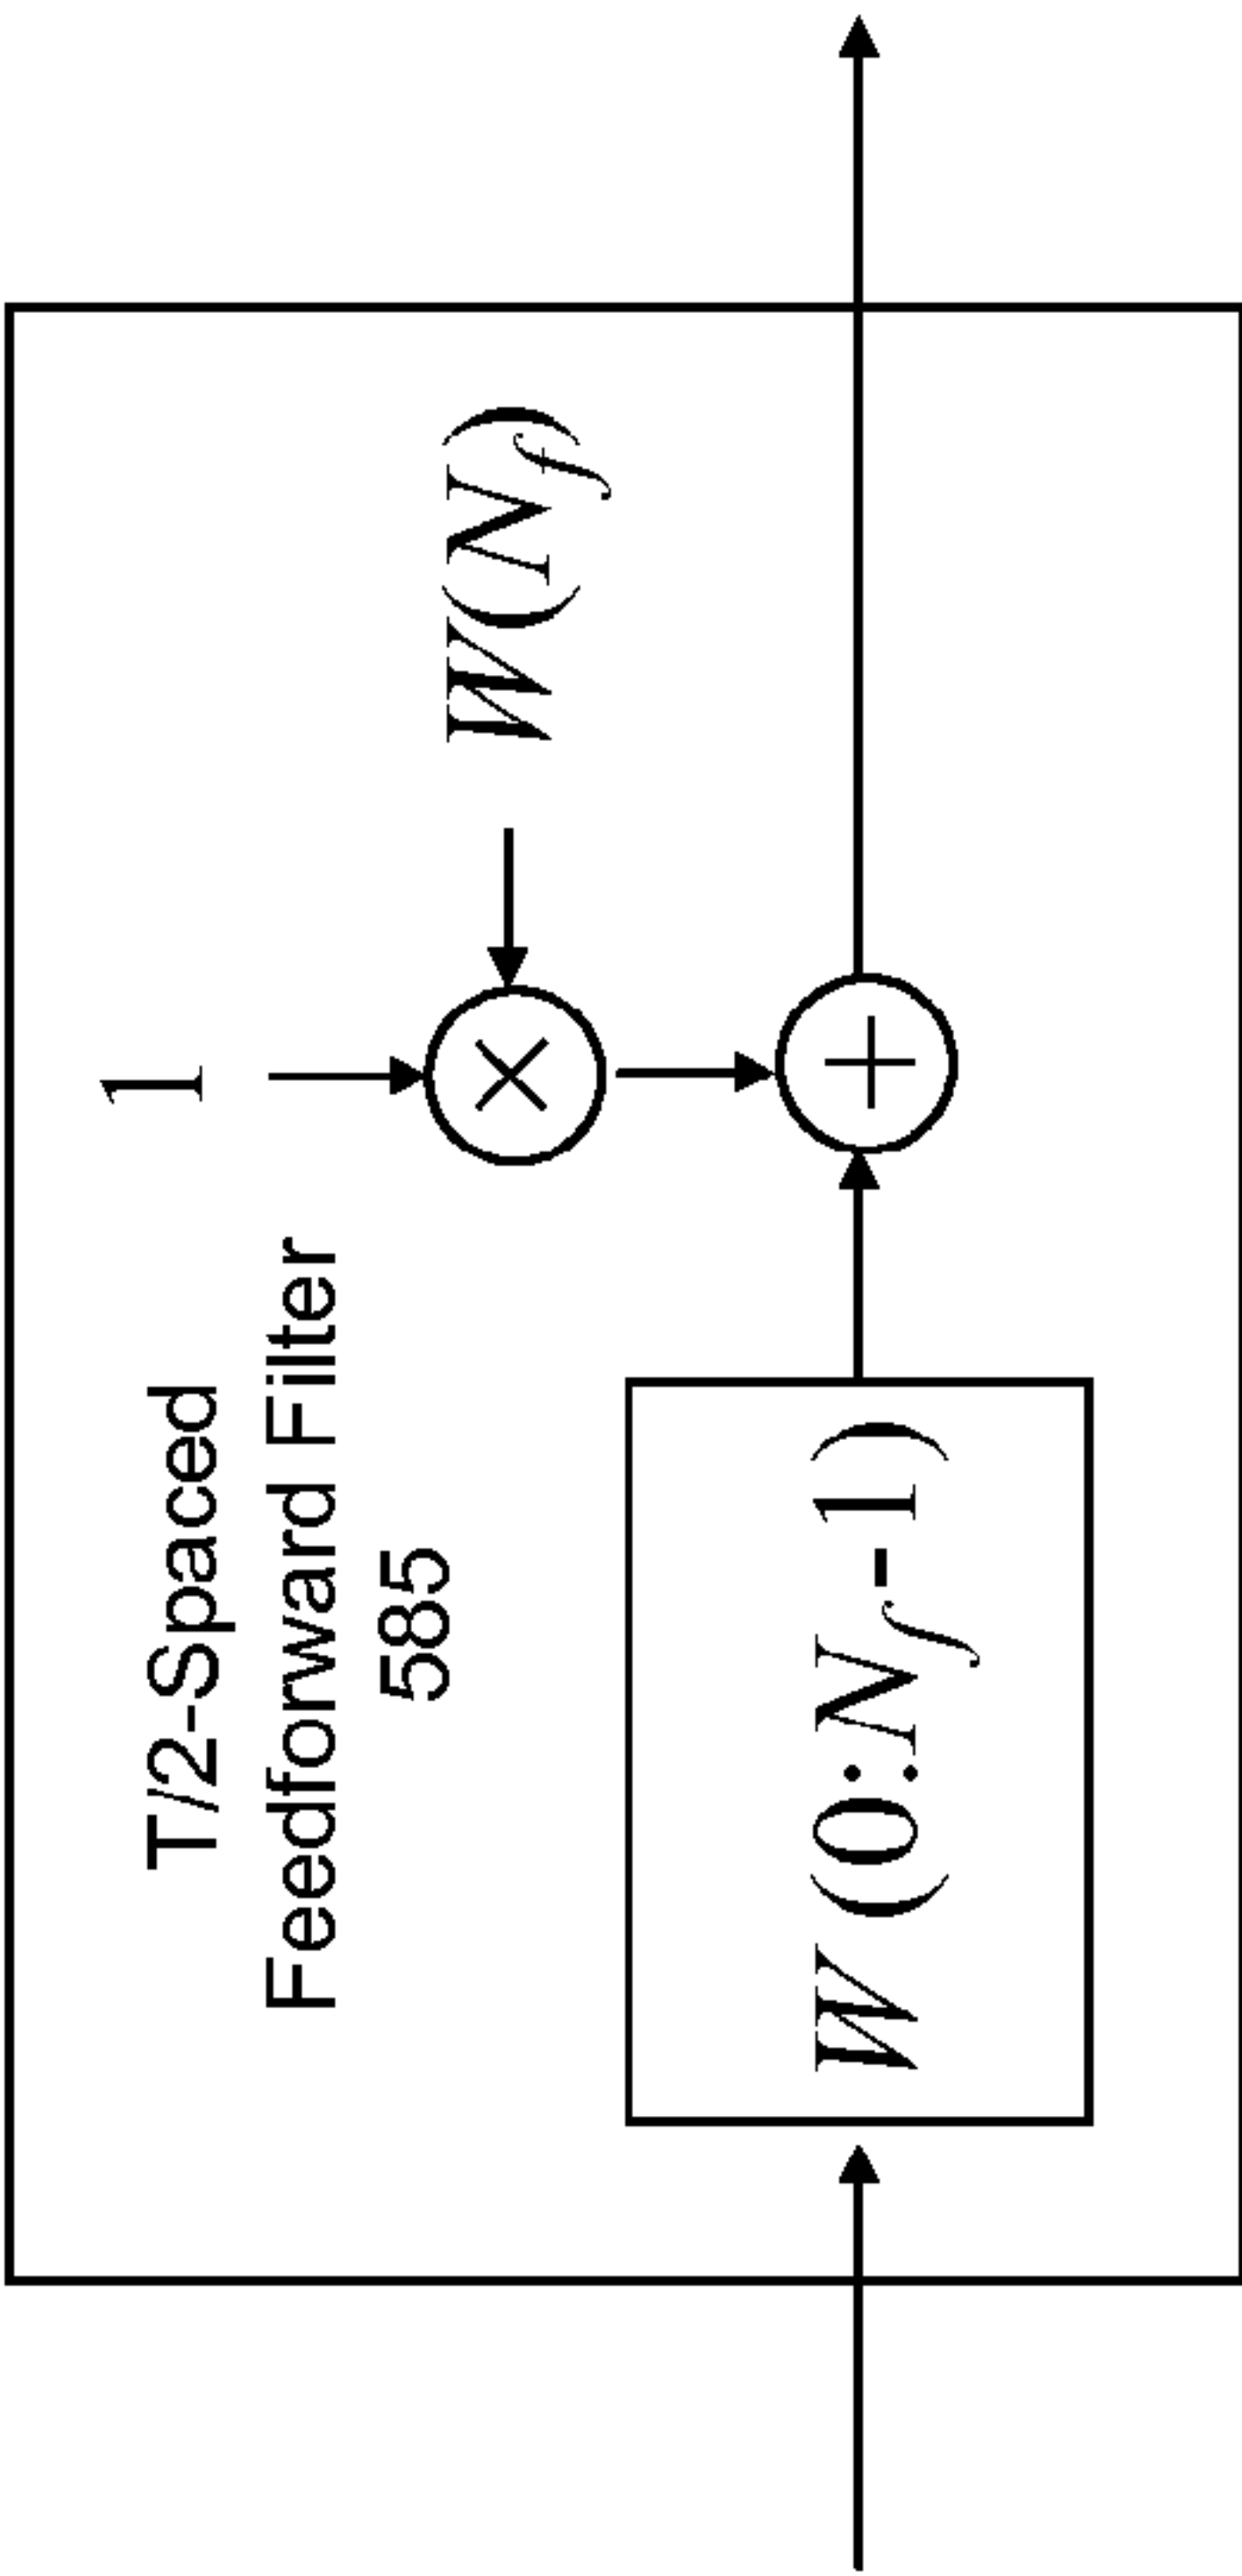 T/2-Spaced
Feedforward Filter
585
1
W(N_f)
×
W (0:N_f-1)
+